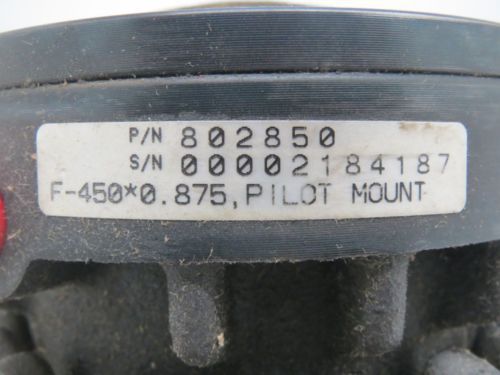 P/N 802850
S/N 00002184187
F-450*0.875, PILOT MOUNT